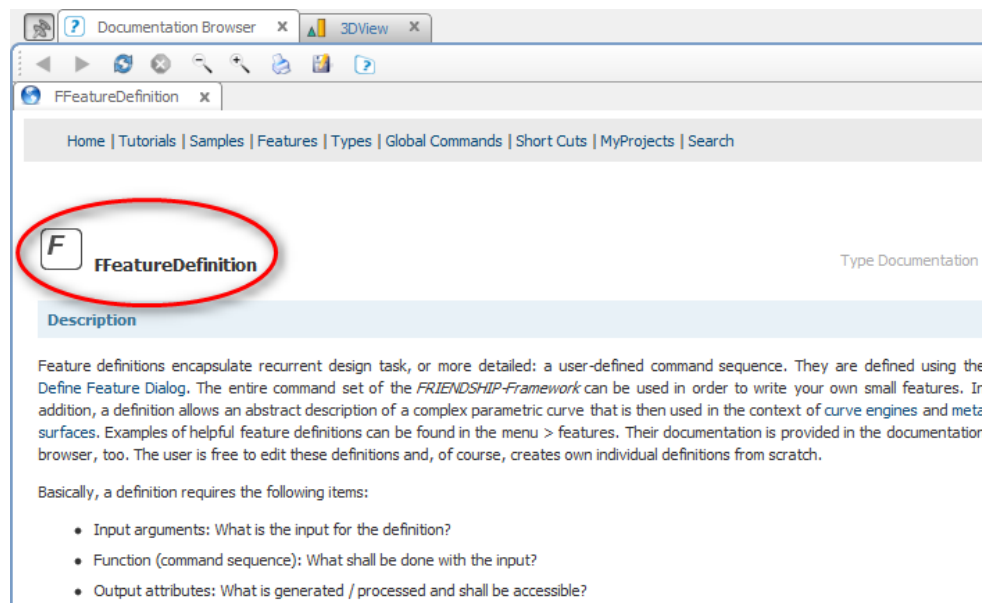 Documentation Browser
3DView
FFeatureDefinition
Home | Tutorials | Samples | Features | Types | Global Commands | Short Cuts | MyProjects | Search
F
FFeatureDefinition
Type Documentation
Description
Feature definitions encapsulate recurrent design task, or more detailed: a user-defined command sequence. They are defined using the
Define Feature Dialog. The entire command set of the FRIENDSHIP-Framework can be used in order to write your own small features. In
addition, a definition allows an abstract description of a complex parametric curve that is then used in the context of curve engines and meta
surfaces. Examples of helpful feature definitions can be found in the menu > features. Their documentation is provided in the documentation
browser, too. The user is free to edit these definitions and, of course, creates own individual definitions from scratch.
Basically, a definition requires the following items:
• Input arguments: What is the input for the definition?
• Function (command sequence): What shall be done with the input?
• Output attributes: What is generated / processed and shall be accessible?